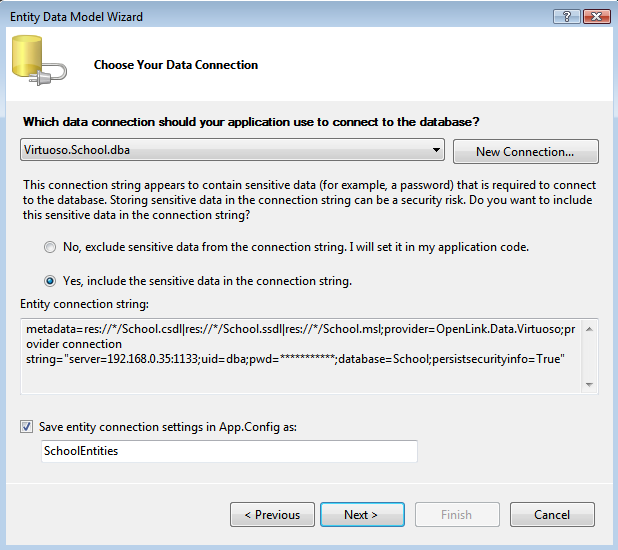 Entity Data Model Wizard
Choose Your Data Connection
Which data connection should your application use to connect to the database?
Virtuoso.School.dba
New Connection...
This connection string appears to contain sensitive data (for example, a password) that is required to connect
to the database. Storing sensitive data in the connection string can be a security risk. Do you want to include
this sensitive data in the connection string?
No, exclude sensitive data from the connection string. I will set it in my application code.
Yes, include the sensitive data in the connection string.
Entity connection string:
metadata=res://*/School.csdl|res://*/School.ssdl|res://*/School.msl;provider=OpenLink.Data.Virtuoso;pr
ovider connection
string="server=192.168.0.35:1133;uid=dba;pwd=***********;database=School;persistsecurityinfo=True"
Save entity connection settings in App.Config as:
SchoolEntities
< Previous
Next >
Finish
Cancel